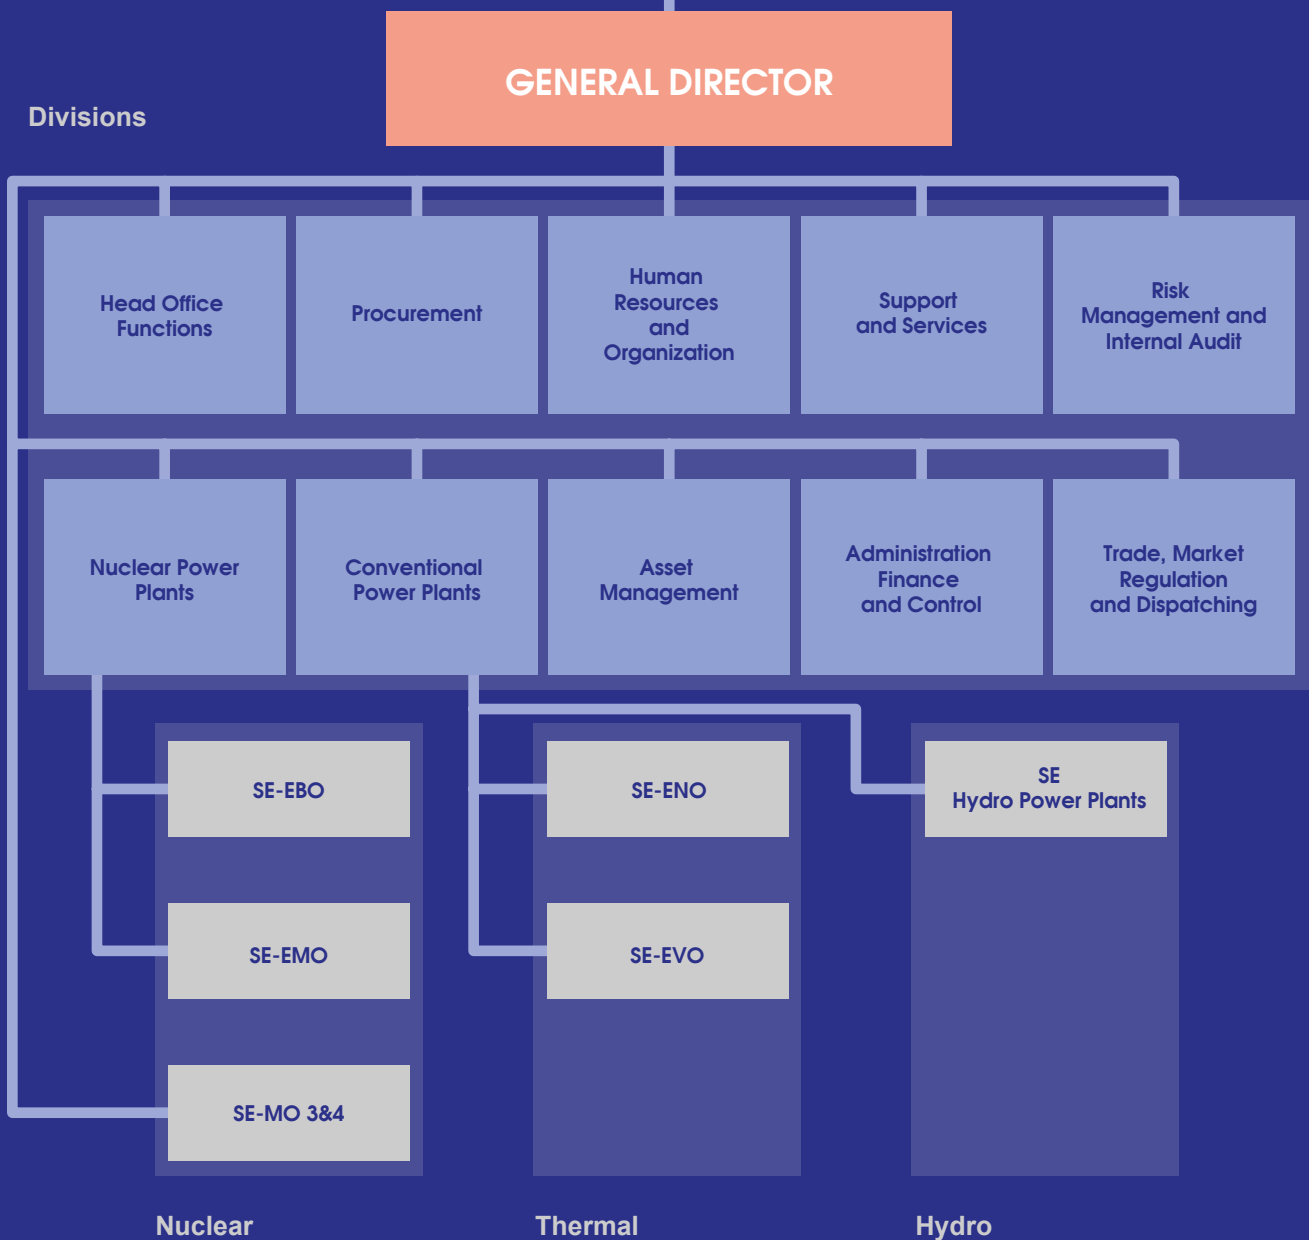 GENERAL DIRECTOR
Divisions
Head Office
Functions
Procurement
Human
Resources
and
Organization
Support
and Services
Risk
Management and
Internal Audit
Nuclear Power
Plants
Conventional
Power Plants
Asset
Management
Administration
Finance
and Control
Trade, Market
Regulation
and Dispatching
SE-EBO
SE-ENO
SE
Hydro Power Plants
SE-EMO
SE-EVO
SE-MO 3&4
Nuclear
Thermal
Hydro